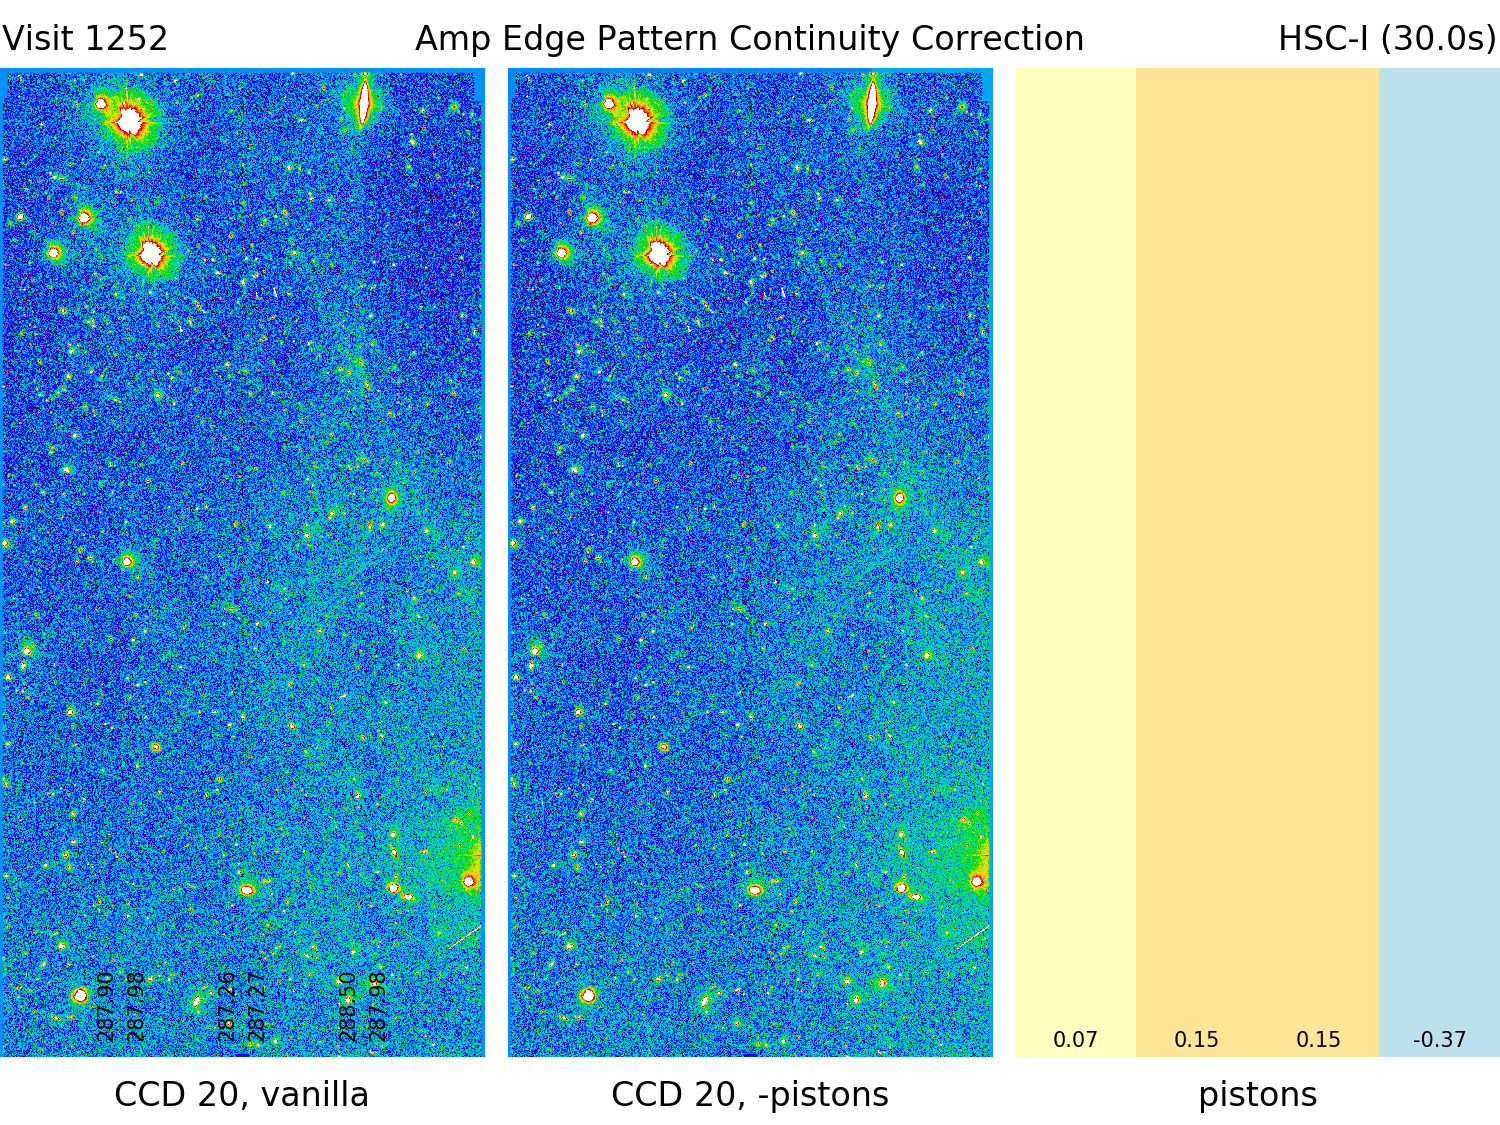 Visit 1252 Amp Edge Pattern Continuity Correction HSC-I (30.0s)
287.90 287.98 287.26 287.27 288.50 287.98
0.07 0.15 0.15 -0.37
CCD 20, vanilla CCD 20, -pistons pistons